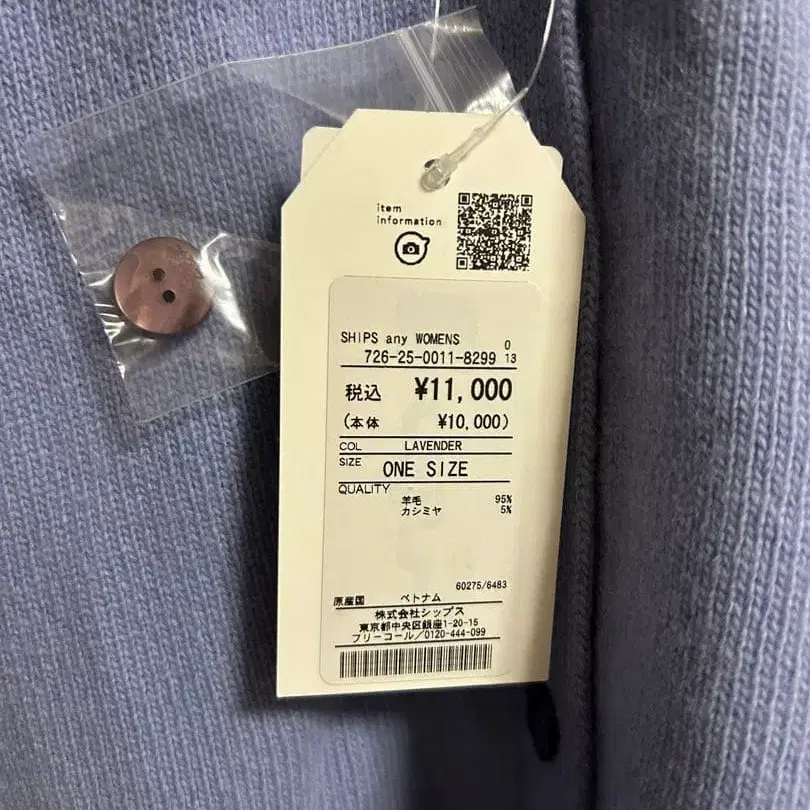 item
information
SHIPS any WOMENS 0
726-25-0011-8299 13
税込 ¥11,000
(本体 ¥10,000)
COL LAVENDER
SIZE ONE SIZE
QUALITY
羊毛 95%
カシミヤ 5%
60275/6483
原産国 ベトナム
株式会社シップス
東京都中央区銀座1-20-15
フリーコール/0120-444-099